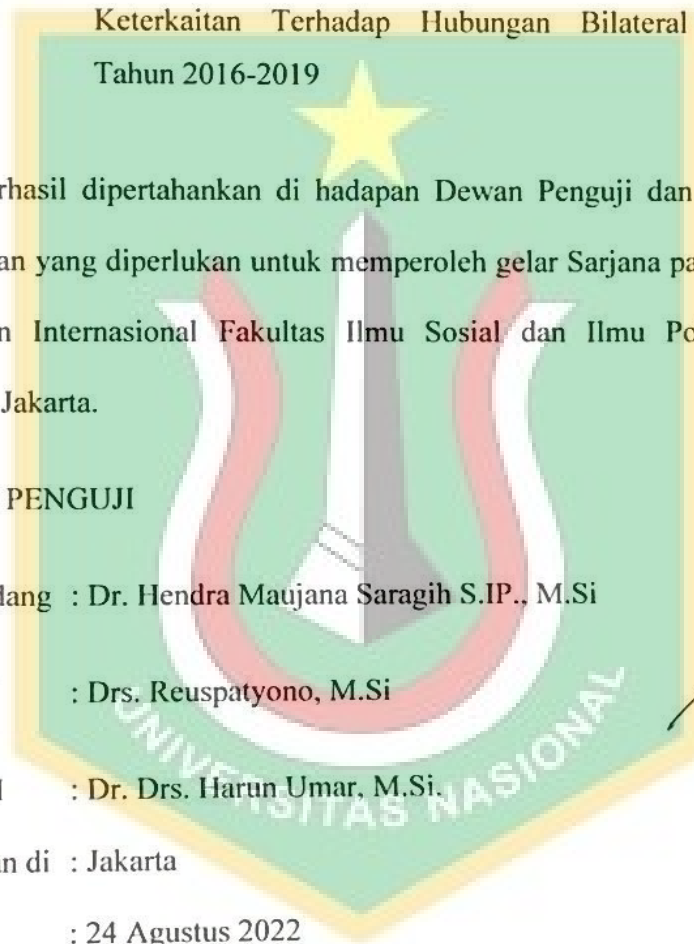 Keterkaitan Terhadap Hubungan Bilateral
Tahun 2016-2019
rhasil dipertahankan di hadapan Dewan Penguji dan
an yang diperlukan untuk memperoleh gelar Sarjana pa
n Internasional Fakultas Ilmu Sosial dan Ilmu Po
Jakarta.
PENGUJI
dang : Dr. Hendra Maujana Saragih S.IP., M.Si
: Drs. Reuspatyono, M.Si
: Dr. Drs. Harun Umar, M.Si.
an di : Jakarta
: 24 Agustus 2022
UNIVERSITAS NASIONAL